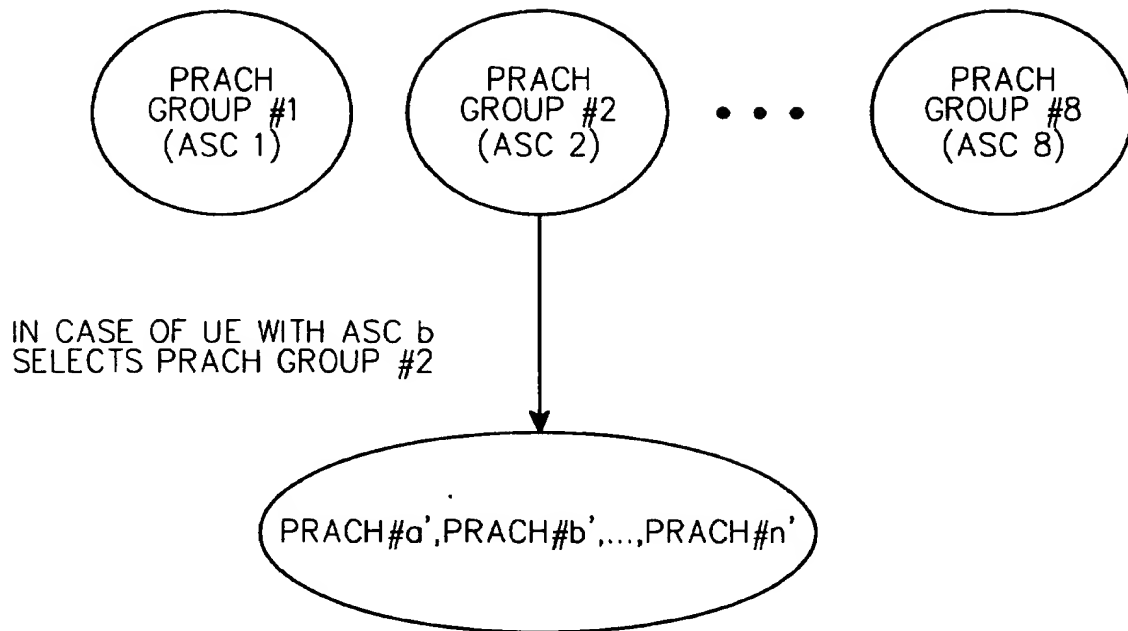 PRACH
GROUP #1
(ASC 1)
PRACH
GROUP #2
(ASC 2)
PRACH
GROUP #8
(ASC 8)
IN CASE OF UE WITH ASC b
SELECTS PRACH GROUP #2
PRACH#a',PRACH#b',...,PRACH#n'